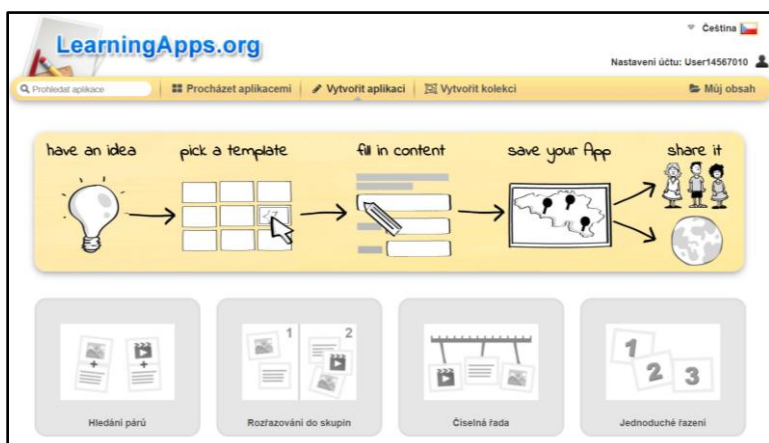 Čeština
LearningApps.org
Nastavení účtu: User14567010
Prohledat aplikace
Procházet aplikacemi
Vytvořit aplikaci
Vytvořit kolekci
Můj obsah
have an idea
pick a template
fill in content
save your App
share it
1
2
1
2
3
Hledání párů
Rozřazování do skupin
Číselná řada
Jednoduché řazení